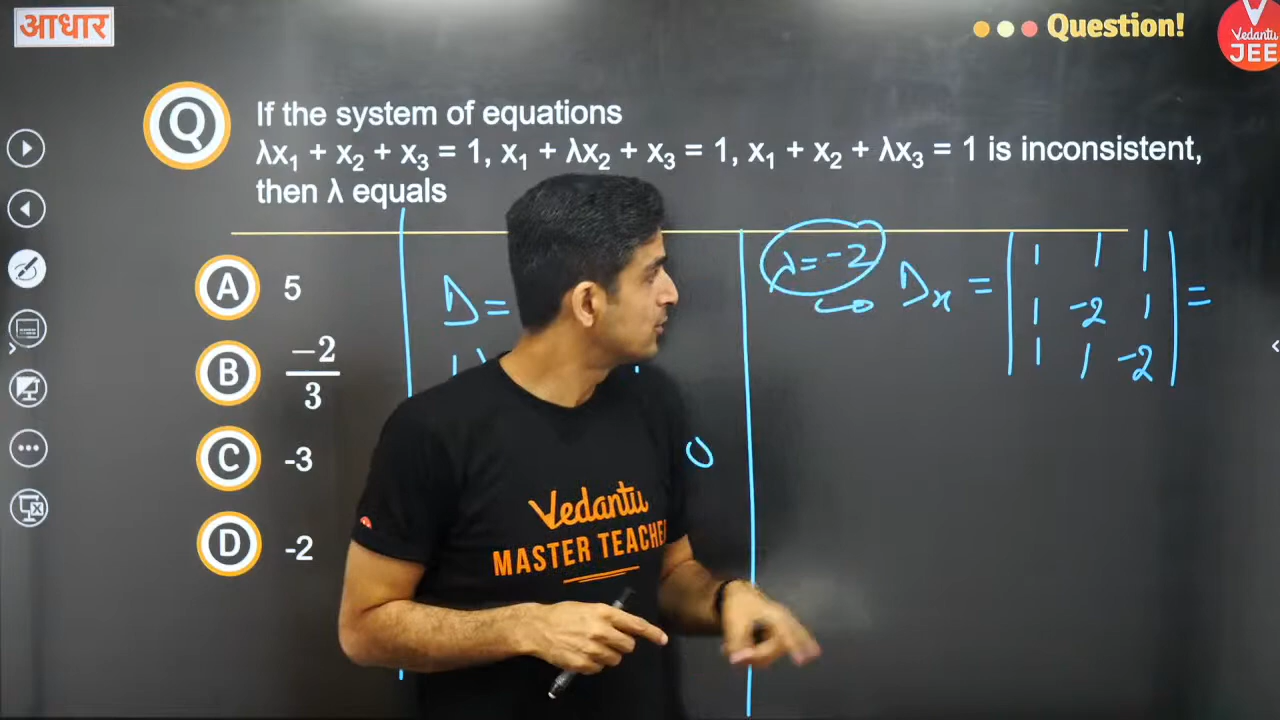 आधार
Question!
Vedantu
JEE
Q
If the system of equations
λx₁ + x₂ + x₃ = 1, x₁ + λx₂ + x₃ = 1, x₁ + x₂ + λx₃ = 1 is inconsistent,
then λ equals
A 5
B -2/3
C -3
D -2
D =
0
λ = -2
Dx = | 1 1 1 | =
| 1 -2 1 |
| 1 1 -2 |
Vedantu
MASTER TEACHE